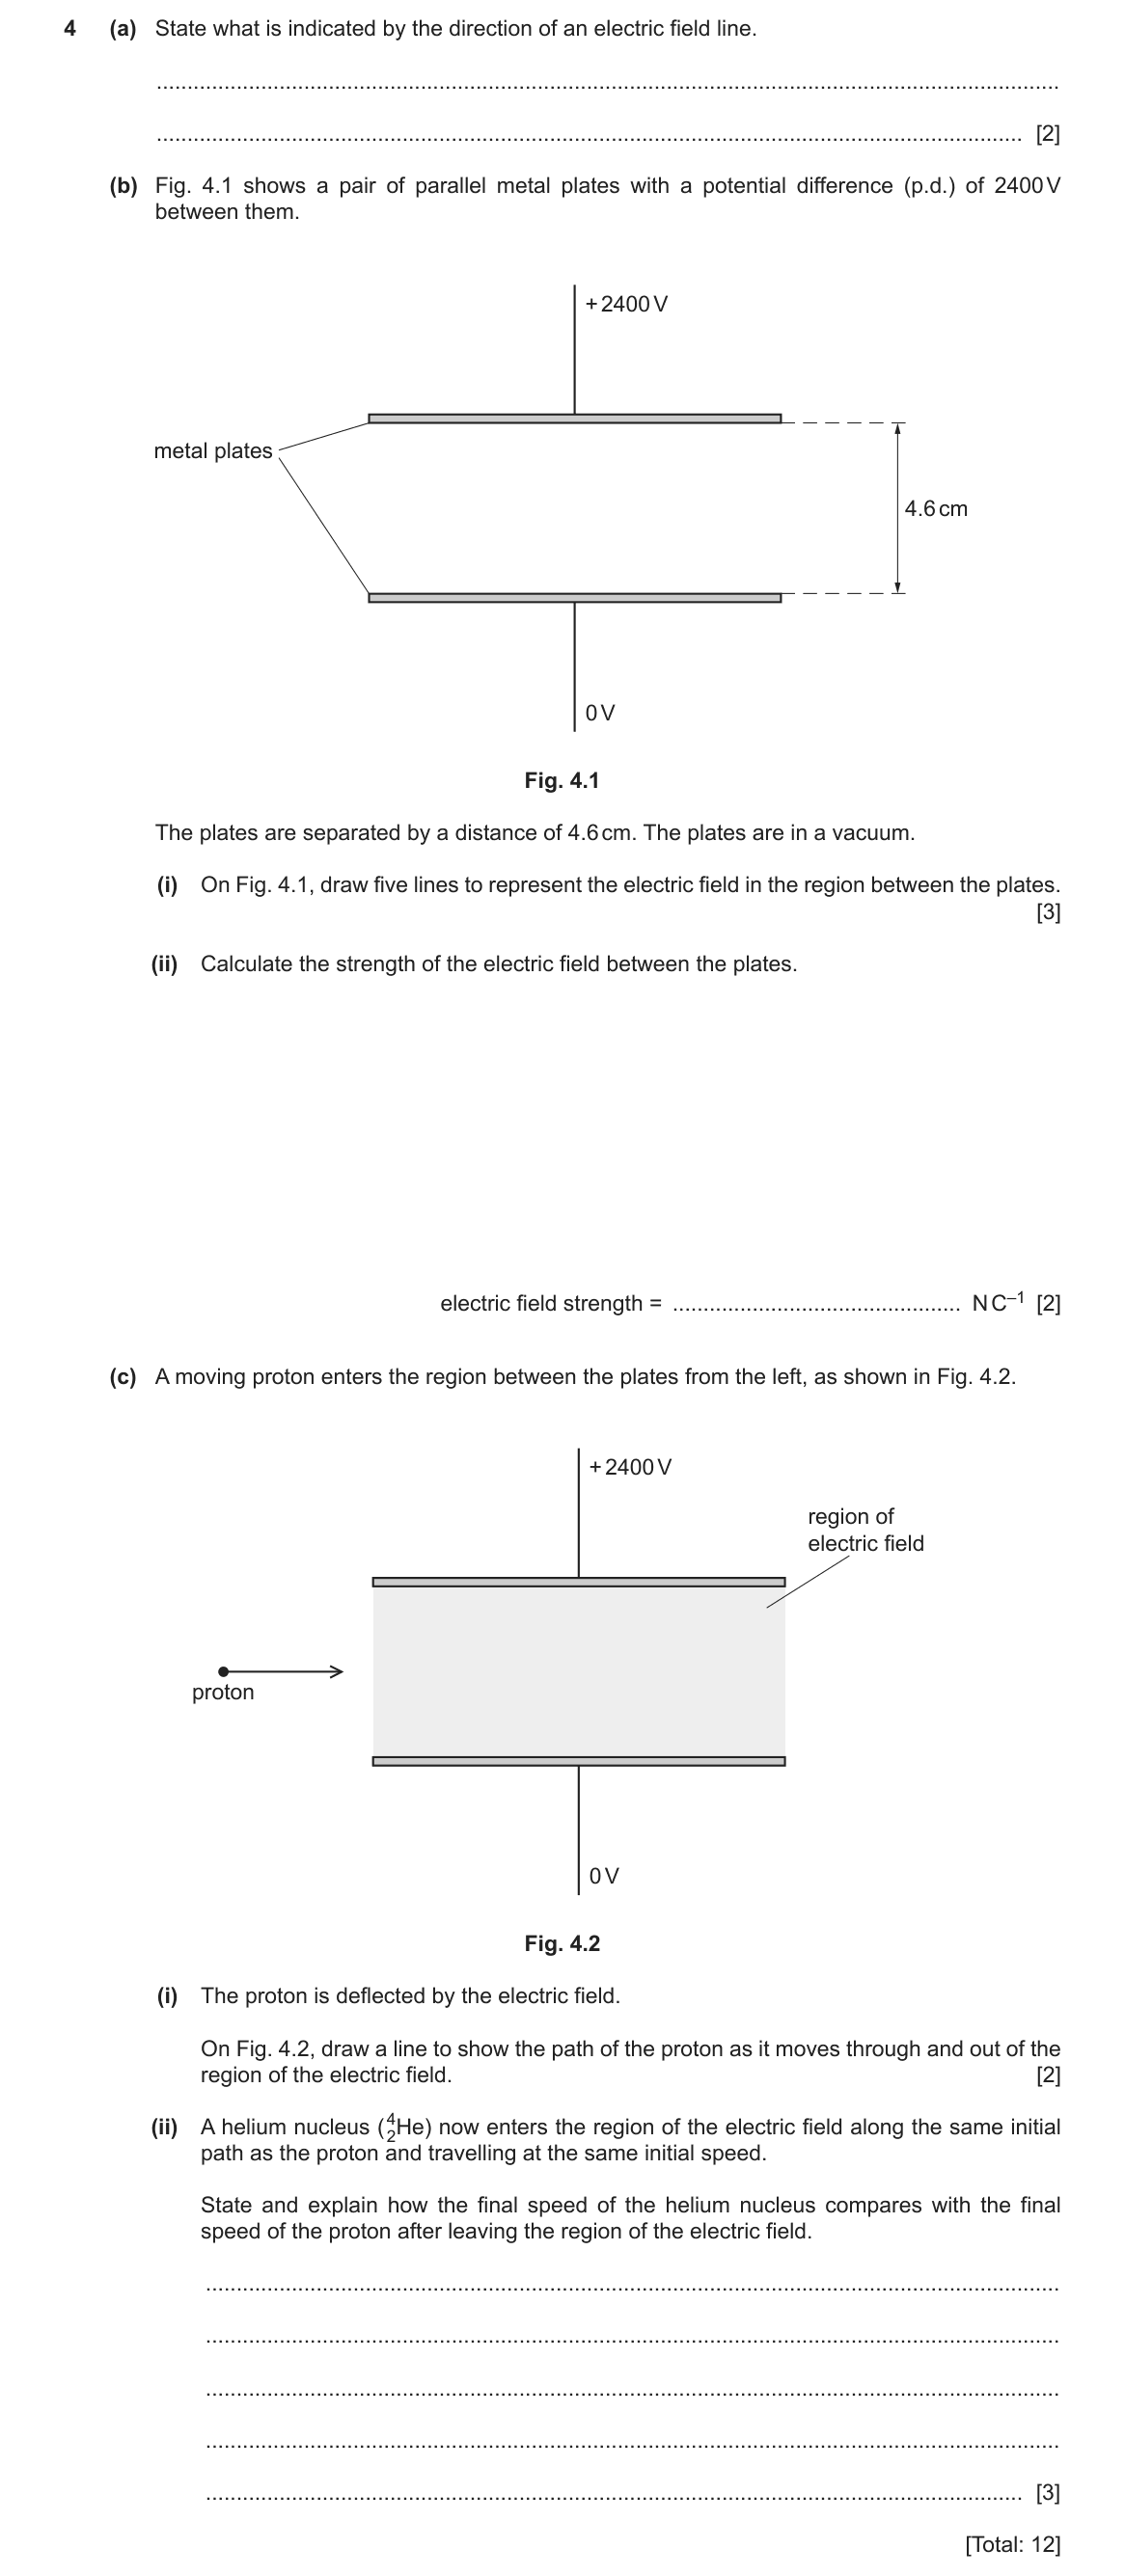 4 (a) State what is indicated by the direction of an electric field line.
........................................................................
........................................................................ [2]
(b) Fig. 4.1 shows a pair of parallel metal plates with a potential difference (p.d.) of 2400 V
between them.
+2400 V
metal plates
4.6 cm
0 V
Fig. 4.1
The plates are separated by a distance of 4.6 cm. The plates are in a vacuum.
(i) On Fig. 4.1, draw five lines to represent the electric field in the region between the plates.
[3]
(ii) Calculate the strength of the electric field between the plates.
electric field strength = ................................................ N C⁻¹ [2]
(c) A moving proton enters the region between the plates from the left, as shown in Fig. 4.2.
+2400 V
region of
electric field
proton
0 V
Fig. 4.2
(i) The proton is deflected by the electric field.
On Fig. 4.2, draw a line to show the path of the proton as it moves through and out of the
region of the electric field. [2]
(ii) A helium nucleus (⁴₂He) now enters the region of the electric field along the same initial
path as the proton and travelling at the same initial speed.
State and explain how the final speed of the helium nucleus compares with the final
speed of the proton after leaving the region of the electric field.
........................................................................
........................................................................
........................................................................
........................................................................
........................................................................ [3]
[Total: 12]